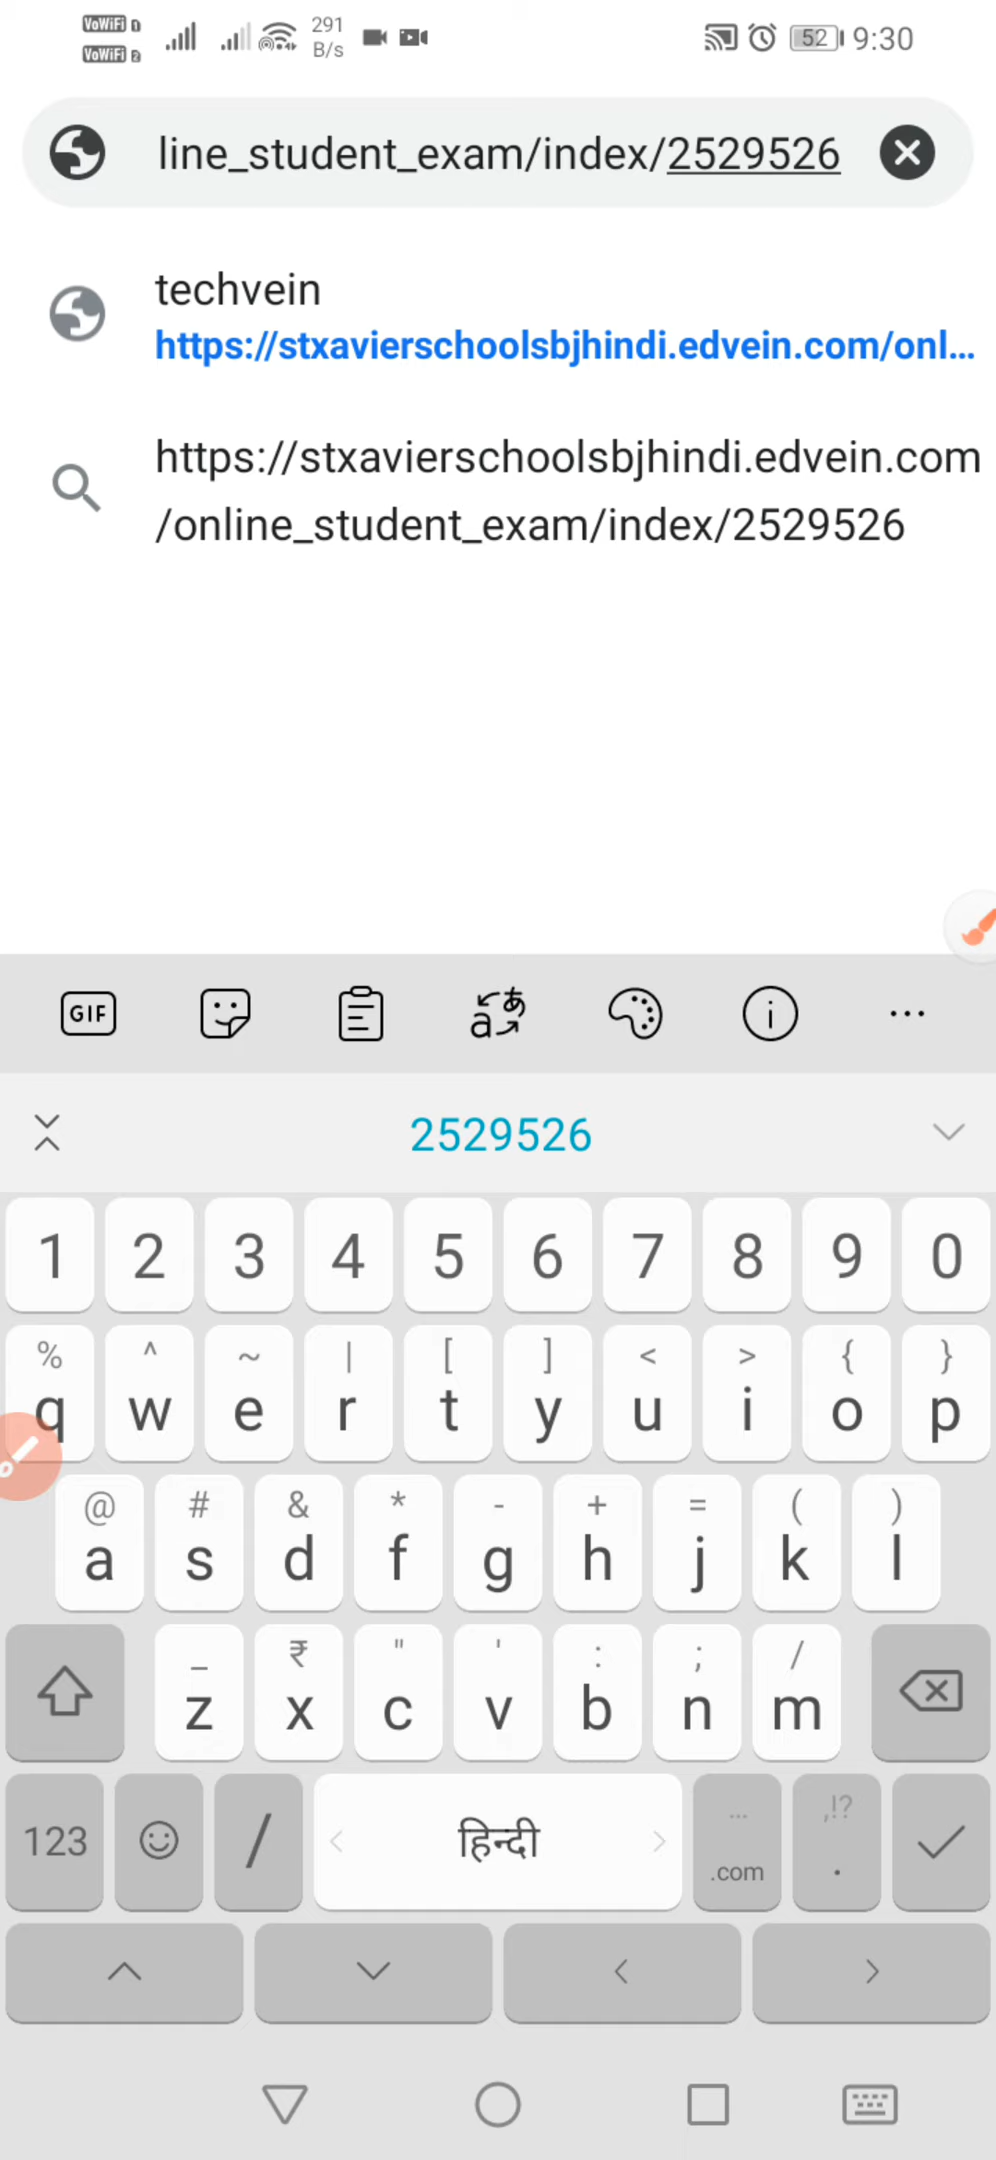 VoWiFi 1
VoWiFi 2
291
B/s
52
9:30
line_student_exam/index/2529526
techvein
https://stxavierschoolsbjhindi.edvein.com/onl...
https://stxavierschoolsbjhindi.edvein.com
/online_student_exam/index/2529526
GIF
aあ
...
2529526
1 2 3 4 5 6 7 8 9 0
% ^ ~ | [ ] < > { }
q w e r t y u i o p
@ # & * - + = ( )
a s d f g h j k l
_ ₹ " ' : ; /
z x c v b n m
... ,!?
123 / < हिन्दी > .com .